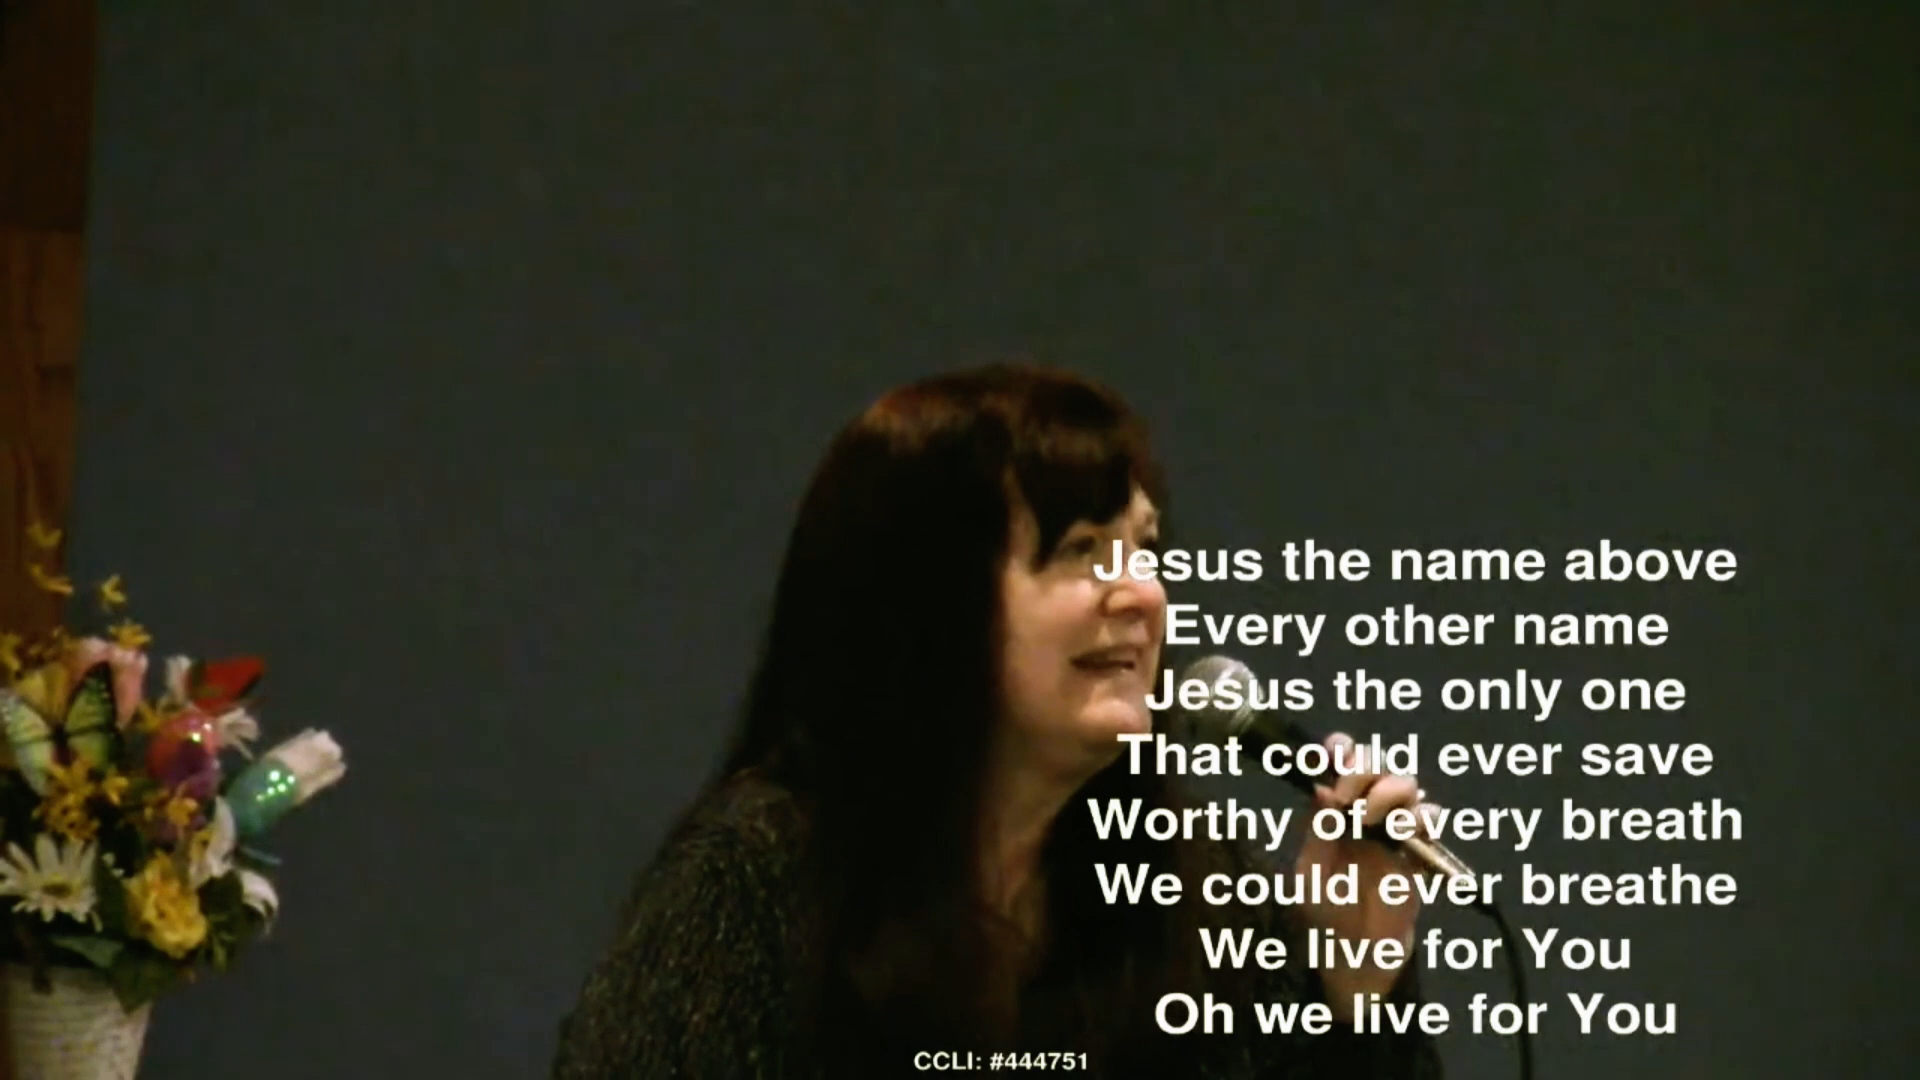 Jesus the name above
Every other name
Jesus the only one
That could ever save
Worthy of every breath
We could ever breathe
We live for You
Oh we live for You
CCLI: #444751